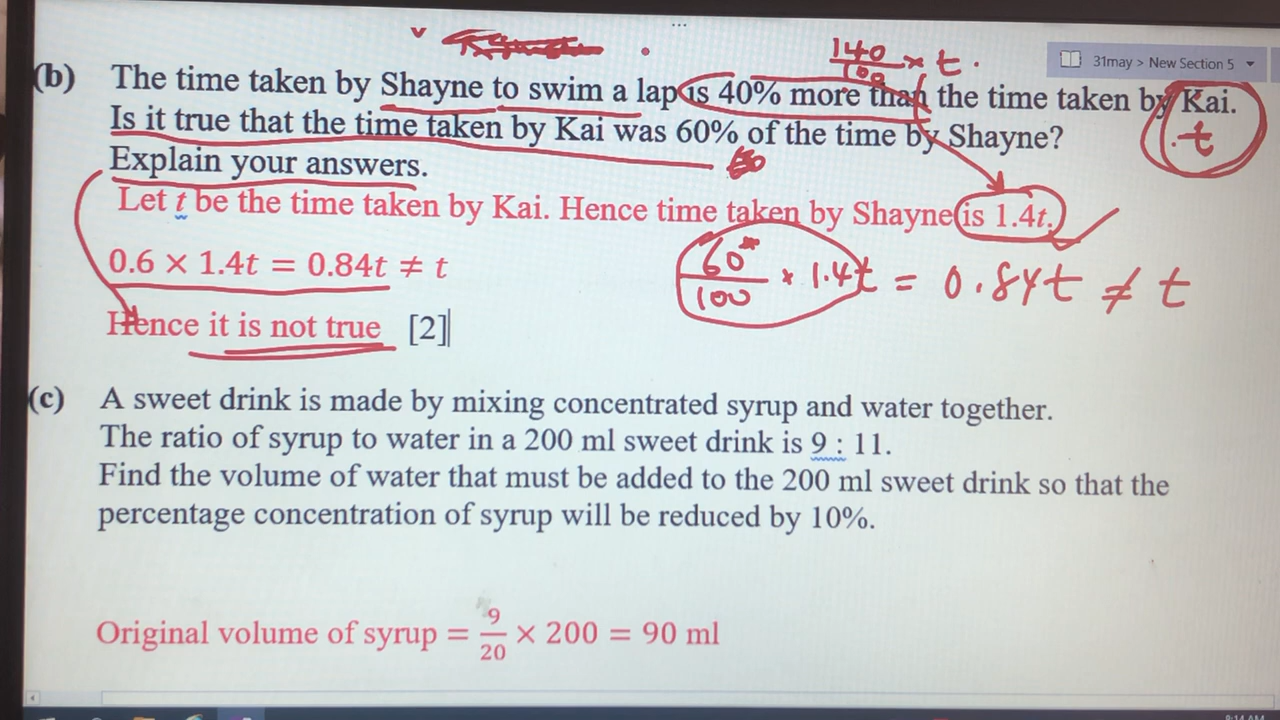 140/100 × t.
31may > New Section 5
(b) The time taken by Shayne to swim a lap is 40% more than the time taken by Kai.
t
Is it true that the time taken by Kai was 60% of the time by Shayne?
Explain your answers.
Let t be the time taken by Kai. Hence time taken by Shayne is 1.4t.
0.6 × 1.4t = 0.84t ≠ t
60/100 × 1.4t = 0.84t ≠ t
Hence it is not true [2]
(c) A sweet drink is made by mixing concentrated syrup and water together.
The ratio of syrup to water in a 200 ml sweet drink is 9 : 11.
Find the volume of water that must be added to the 200 ml sweet drink so that the
percentage concentration of syrup will be reduced by 10%.
Original volume of syrup = 9/20 × 200 = 90 ml